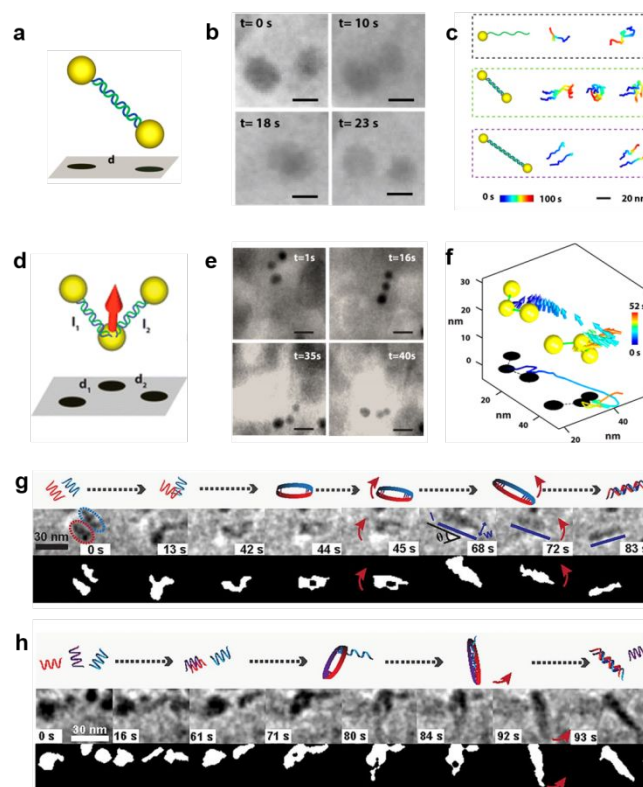 a
d
b
t= 0 s
t= 10 s
t= 18 s
t= 23 s
c
0 s
100 s
20 nm
d
l₁
l₂
d₁
d₂
e
t=1s
t=16s
t=35s
t=40s
f
30
nm
20
10
0
20
nm
40
20
40
nm
52 s
0 s
g
30 nm
0 s
13 s
42 s
44 s
45 s
68 s
72 s
83 s
l
θ
w
h
0 s
30 nm
16 s
61 s
71 s
80 s
84 s
92 s
93 s